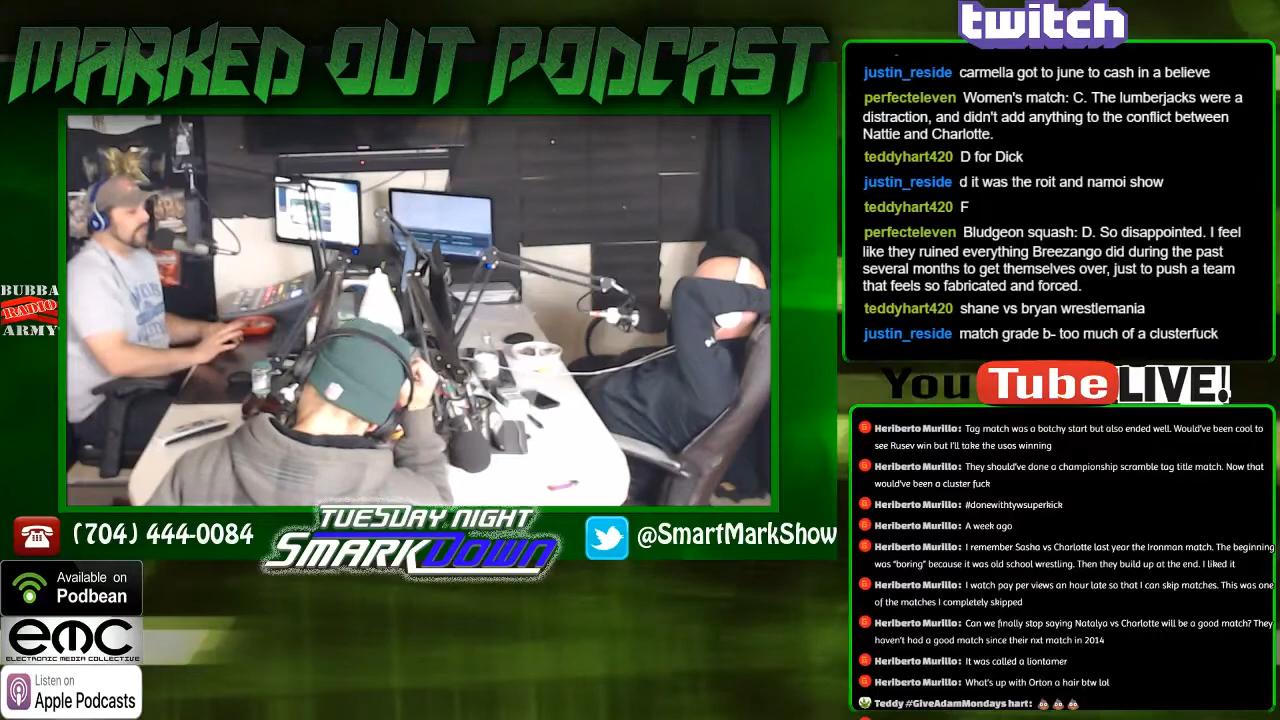 MARKED OUT PODCAST
twitch
justin_reside carmella got to june to cash in a believe
perfecteleven Women's match: C. The lumberjacks were a
distraction, and didn't add anything to the conflict between
Nattie and Charlotte.
teddyhart420 D for Dick
justin_reside d it was the roit and namoi show
teddyhart420 F
perfecteleven Bludgeon squash: D. So disappointed. I feel
like they ruined everything Breezango did during the past
several months to get themselves over, just to push a team
that feels so fabricated and forced.
teddyhart420 shane vs bryan wrestlemania
justin_reside match grade b- too much of a clusterfuck
BUBBA
RADIO
ARMY
You Tube LIVE!
Heriberto Murillo: Tag match was a botchy start but also ended well. Would've been cool to
see Rusev win but I'll take the usos winning
Heriberto Murillo: They should've done a championship scramble tag title match. Now that
would've been a cluster fuck
Heriberto Murillo: #donewithtywsuperkick
Heriberto Murillo: A week ago
Heriberto Murillo: I remember Sasha vs Charlotte last year the Ironman match. The beginning
was "boring" because it was old school wrestling. Then they build up at the end. I liked it
Heriberto Murillo: I watch pay per views an hour late so that I can skip matches. This was one
of the matches I completely skipped
Heriberto Murillo: Can we finally stop saying Natalya vs Charlotte will be a good match? They
haven't had a good match since their nxt match in 2014
Heriberto Murillo: It was called a liontamer
Heriberto Murillo: What's up with Orton a hair btw lol
Teddy #GiveAdamMondays hart: 💩 💩 💩
(704) 444-0084
TUESDAY NIGHT
SMARKDOWN
@SmartMarkShow
Available on
Podbean
emc
ELECTRONIC MEDIA COLLECTIVE
Listen on
Apple Podcasts